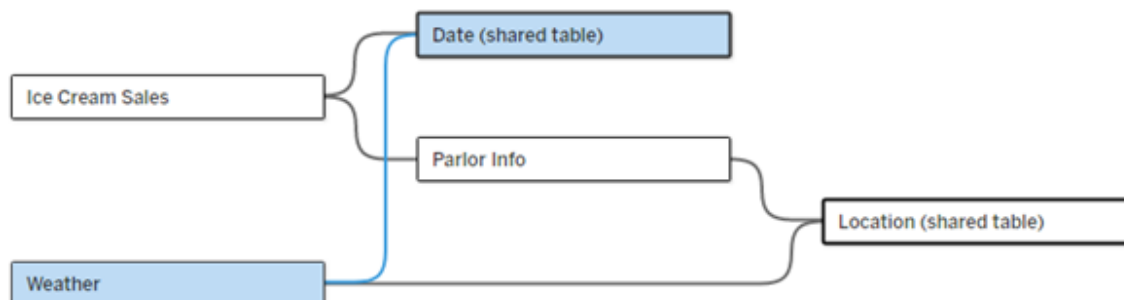 Date (shared table)
Ice Cream Sales
Parlor Info
Location (shared table)
Weather